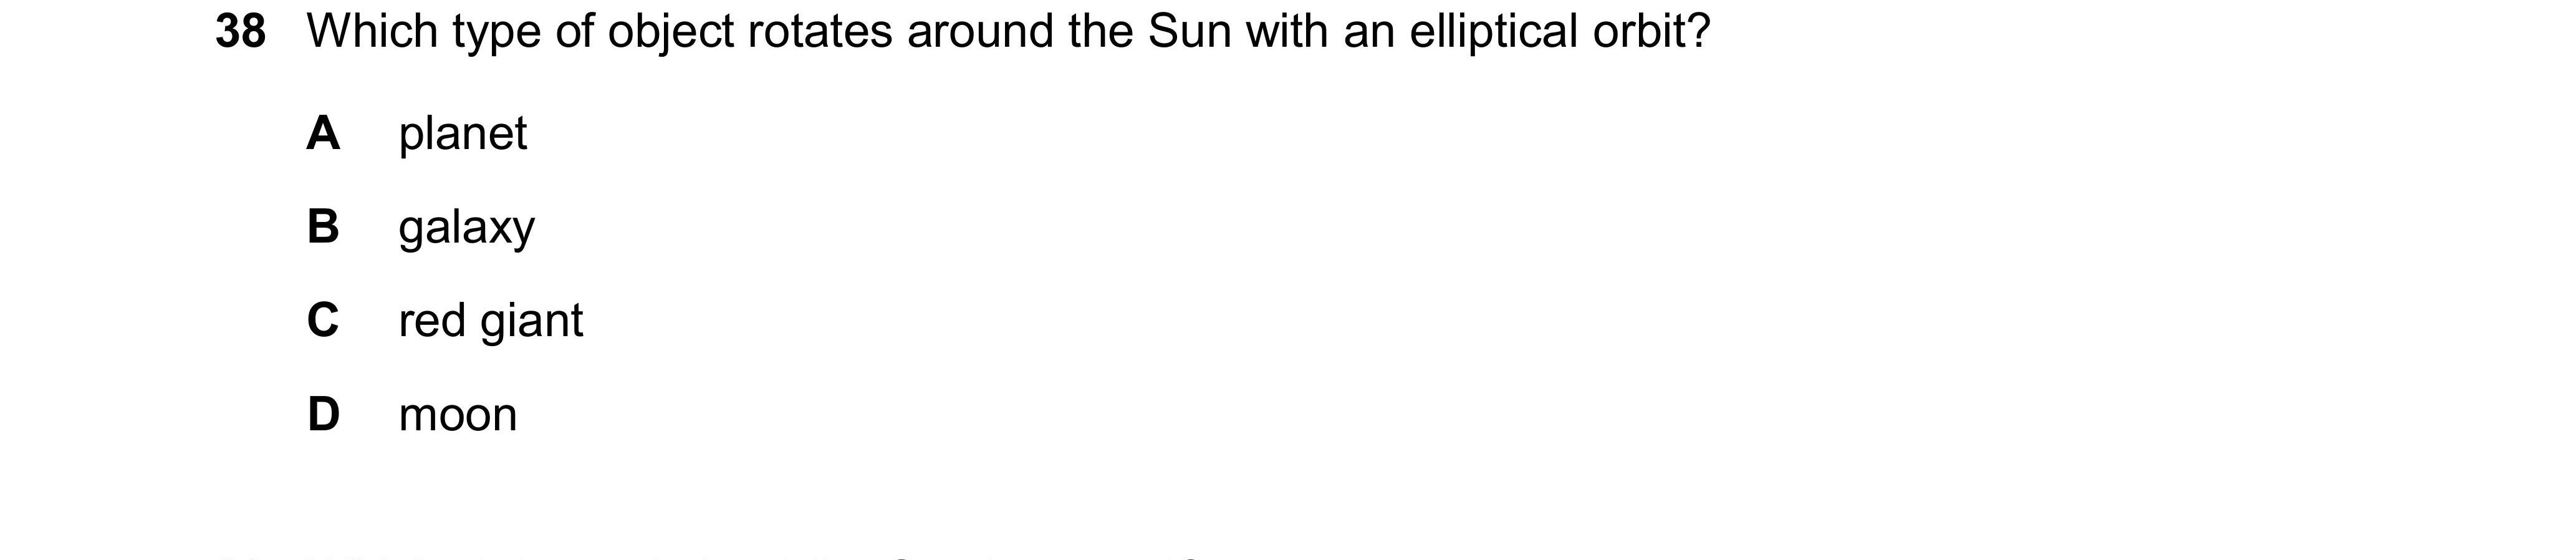 38 Which type of object rotates around the Sun with an elliptical orbit?
A planet
B galaxy
C red giant
D moon